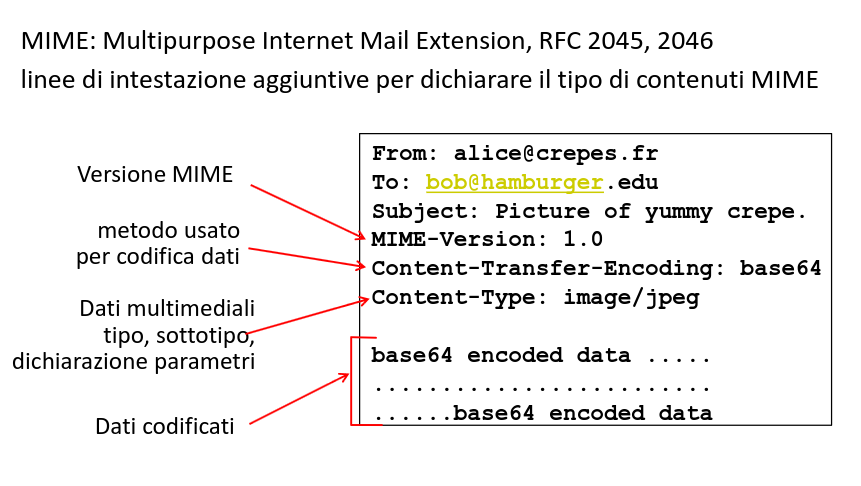 MIME: Multipurpose Internet Mail Extension, RFC 2045, 2046
linee di intestazione aggiuntive per dichiarare il tipo di contenuti MIME
Versione MIME
metodo usato
per codifica dati
Dati multimediali
tipo, sottotipo,
dichiarazione parametri
Dati codificati
From: alice@crepes.fr
To: bob@hamburger.edu
Subject: Picture of yummy crepe.
MIME-Version: 1.0
Content-Transfer-Encoding: base64
Content-Type: image/jpeg
base64 encoded data .....
.........................
......base64 encoded data